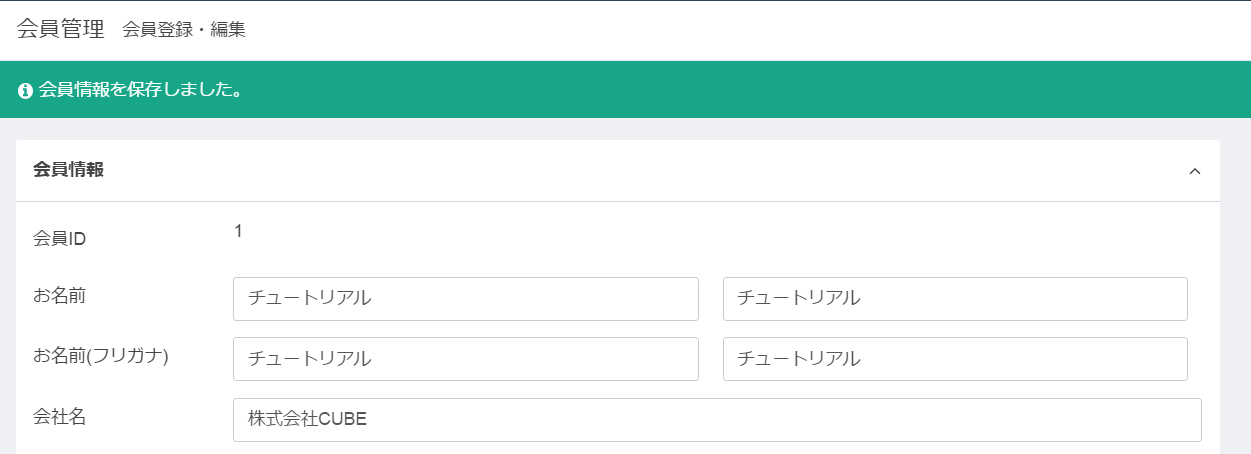 会員管理 会員登録・編集
会員情報を保存しました。
会員情報
会員ID 1
お名前 チュートリアル チュートリアル
お名前(フリガナ) チュートリアル チュートリアル
会社名 株式会社CUBE